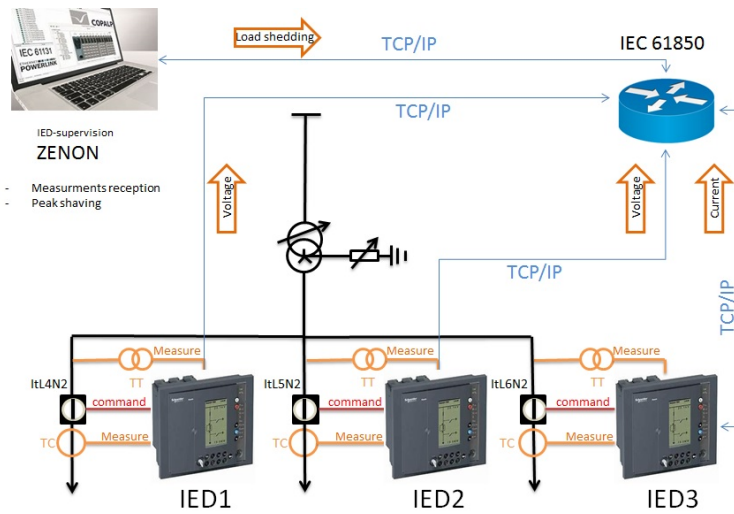 COPALP
IEC 61131
POWERLINK
Load shedding
TCP/IP
IEC 61850
TCP/IP
IED-supervision
ZENON
- Measurments reception
- Peak shaving
Voltage
Voltage
Current
TCP/IP
TCP/IP
Measure
Measure
Measure
TT
TT
TT
ItL4N2
ItL5N2
ItL6N2
command
command
command
TC
Measure
TC
Measure
TC
Measure
IED1
IED2
IED3